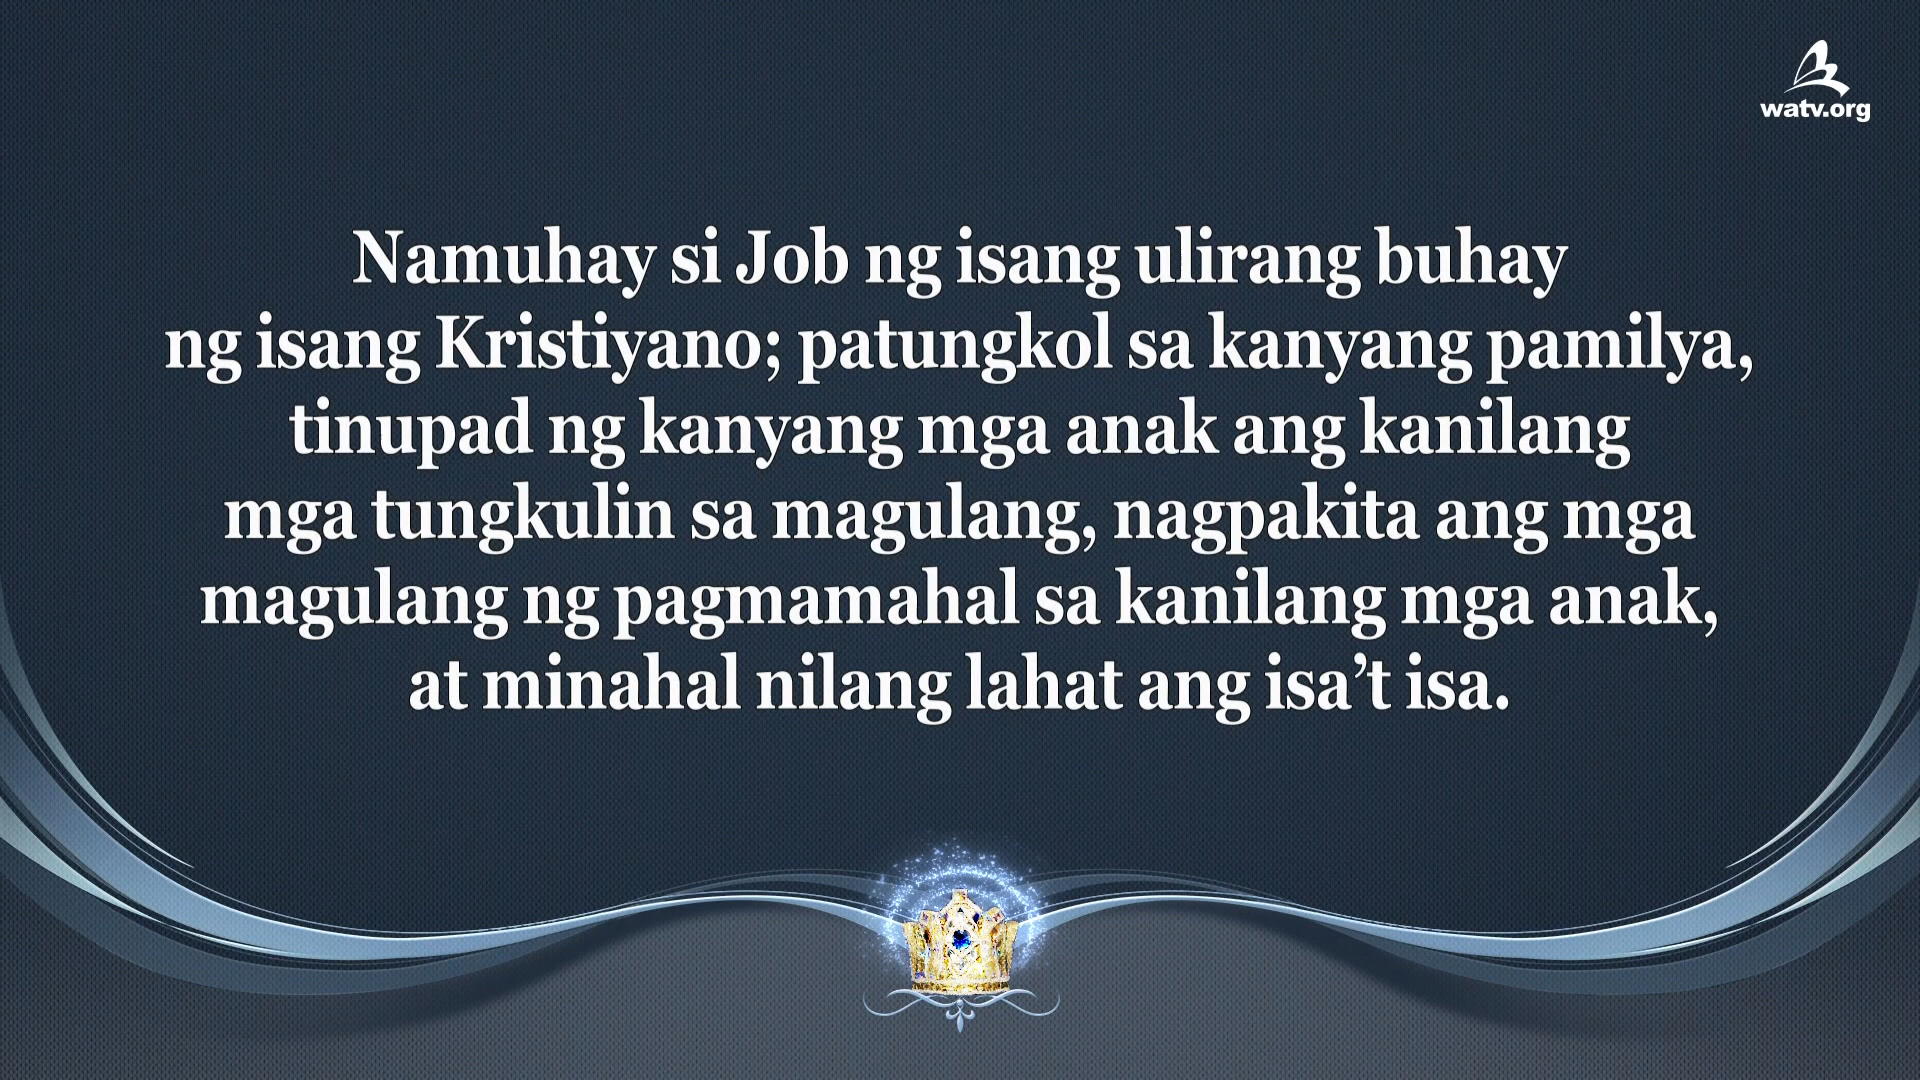 watv.org
Namuhay si Job ng isang ulirang buhay
ng isang Kristiyano; patungkol sa kanyang pamilya,
tinupad ng kanyang mga anak ang kanilang
mga tungkulin sa magulang, nagpakita ang mga
magulang ng pagmamahal sa kanilang mga anak,
at minahal nilang lahat ang isa’t isa.